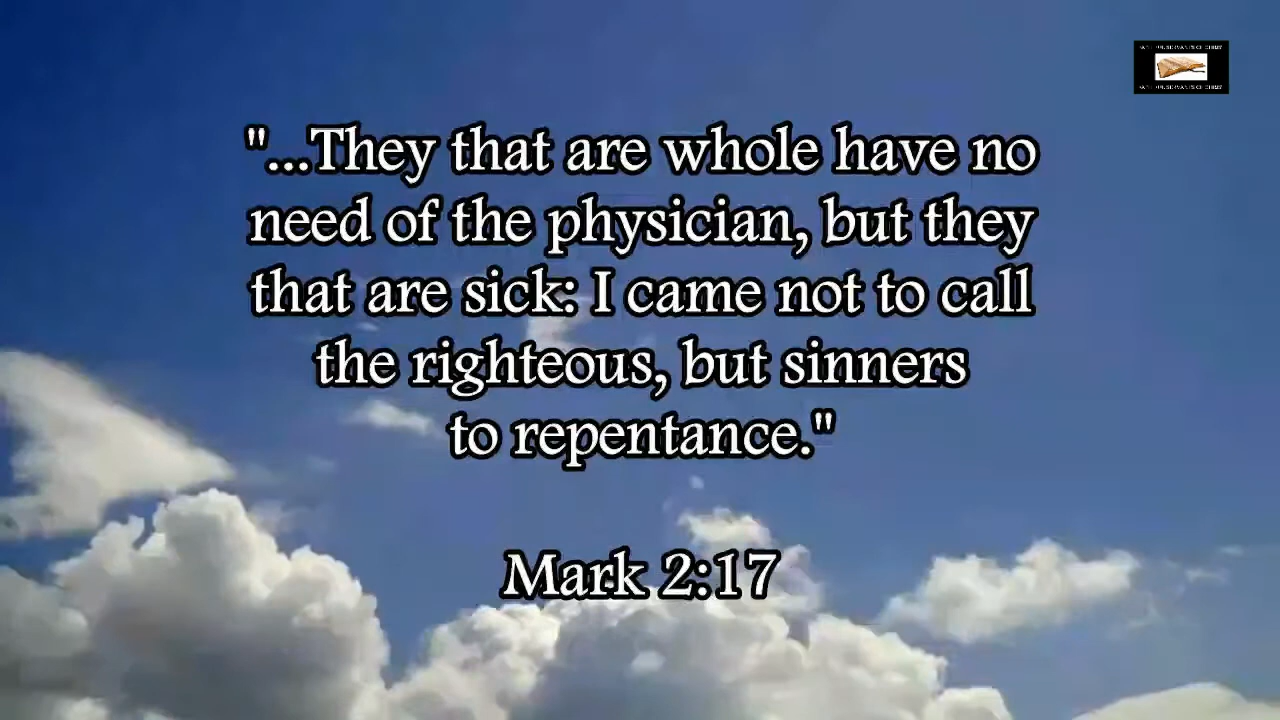 "...They that are whole have no
need of the physician, but they
that are sick: I came not to call
the righteous, but sinners
to repentance."
Mark 2:17